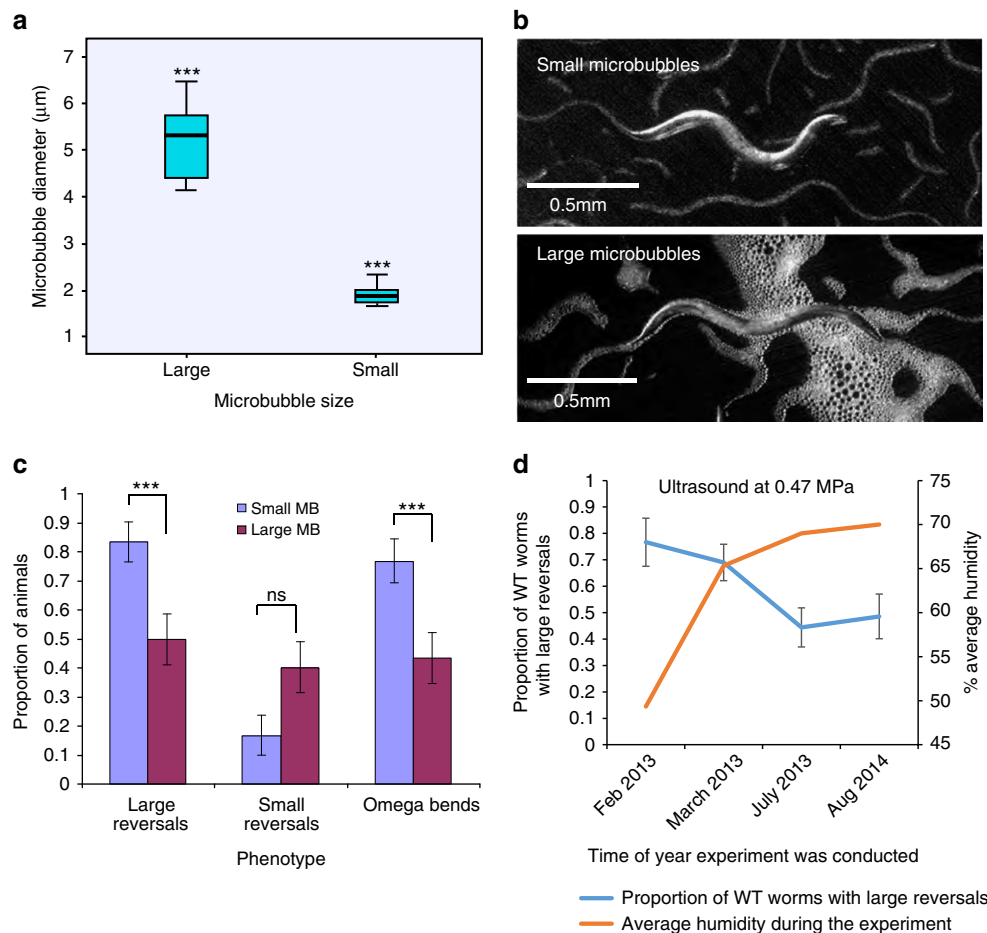 a
7
6
5
4
3
2
1
Microbubble diameter (μm)
***
***
Large
Small
Microbubble size
b
Small microbubbles
0.5mm
Large microbubbles
0.5mm
c
1
0.9
0.8
0.7
0.6
0.5
0.4
0.3
0.2
0.1
0
Proportion of animals
***
ns
***
Small MB
Large MB
Large
reversals
Small
reversals
Omega bends
Phenotype
d
Ultrasound at 0.47 MPa
1
0.9
0.8
0.7
0.6
0.5
0.4
0.3
0.2
0.1
0
Proportion of WT worms
with large reversals
75
70
65
60
55
50
45
% average humidity
Feb 2013
March 2013
July 2013
Aug 2014
Time of year experiment was conducted
Proportion of WT worms with large reversals
Average humidity during the experiment